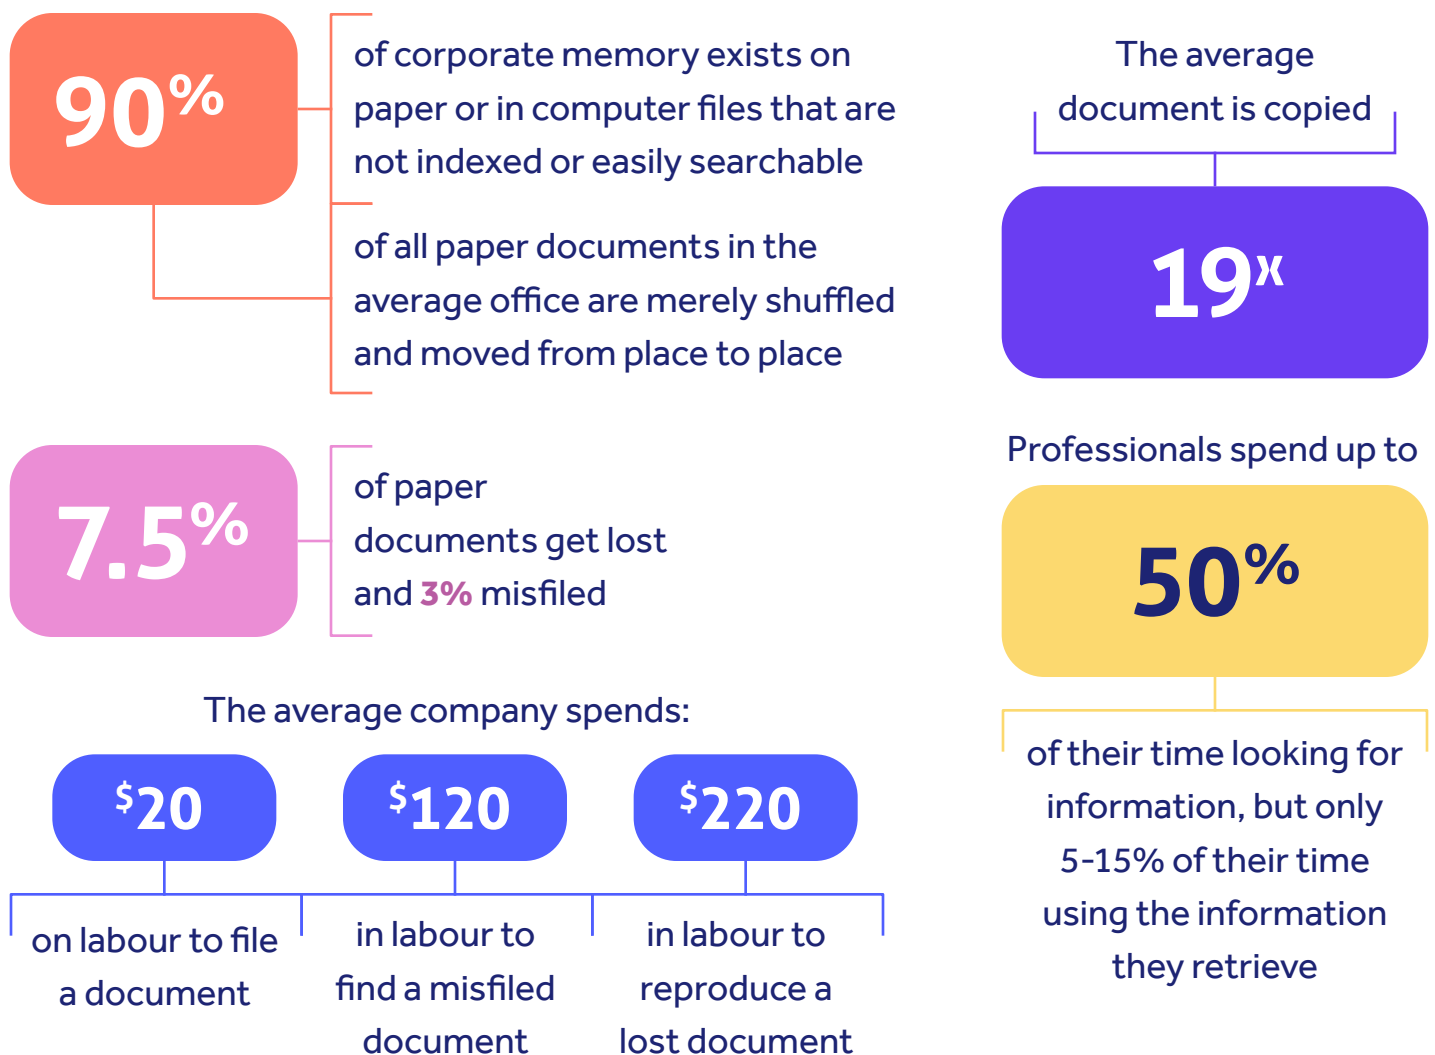 90%
of corporate memory exists on
paper or in computer files that are
not indexed or easily searchable
of all paper documents in the
average office are merely shuffled
and moved from place to place
7.5%
of paper
documents get lost
and 3% misfiled
The average company spends:
$20
on labour to file
a document
$120
in labour to
find a misfiled
document
$220
in labour to
reproduce a
lost document
The average
document is copied
19x
Professionals spend up to
50%
of their time looking for
information, but only
5-15% of their time
using the information
they retrieve